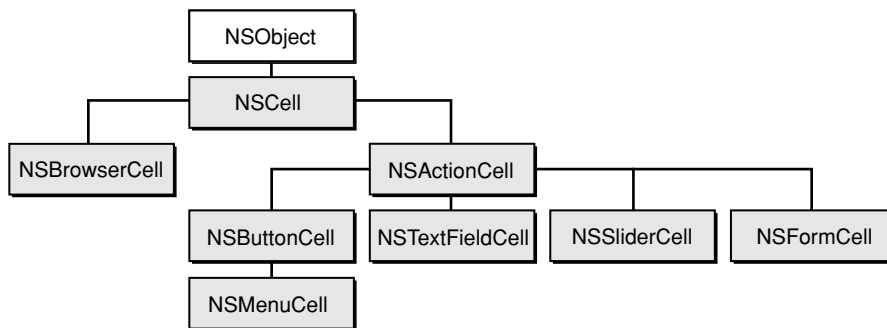 NSObject
NSCell
NSBrowserCell
NSActionCell
NSButtonCell
NSTextFieldCell
NSSliderCell
NSFormCell
NSMenuCell